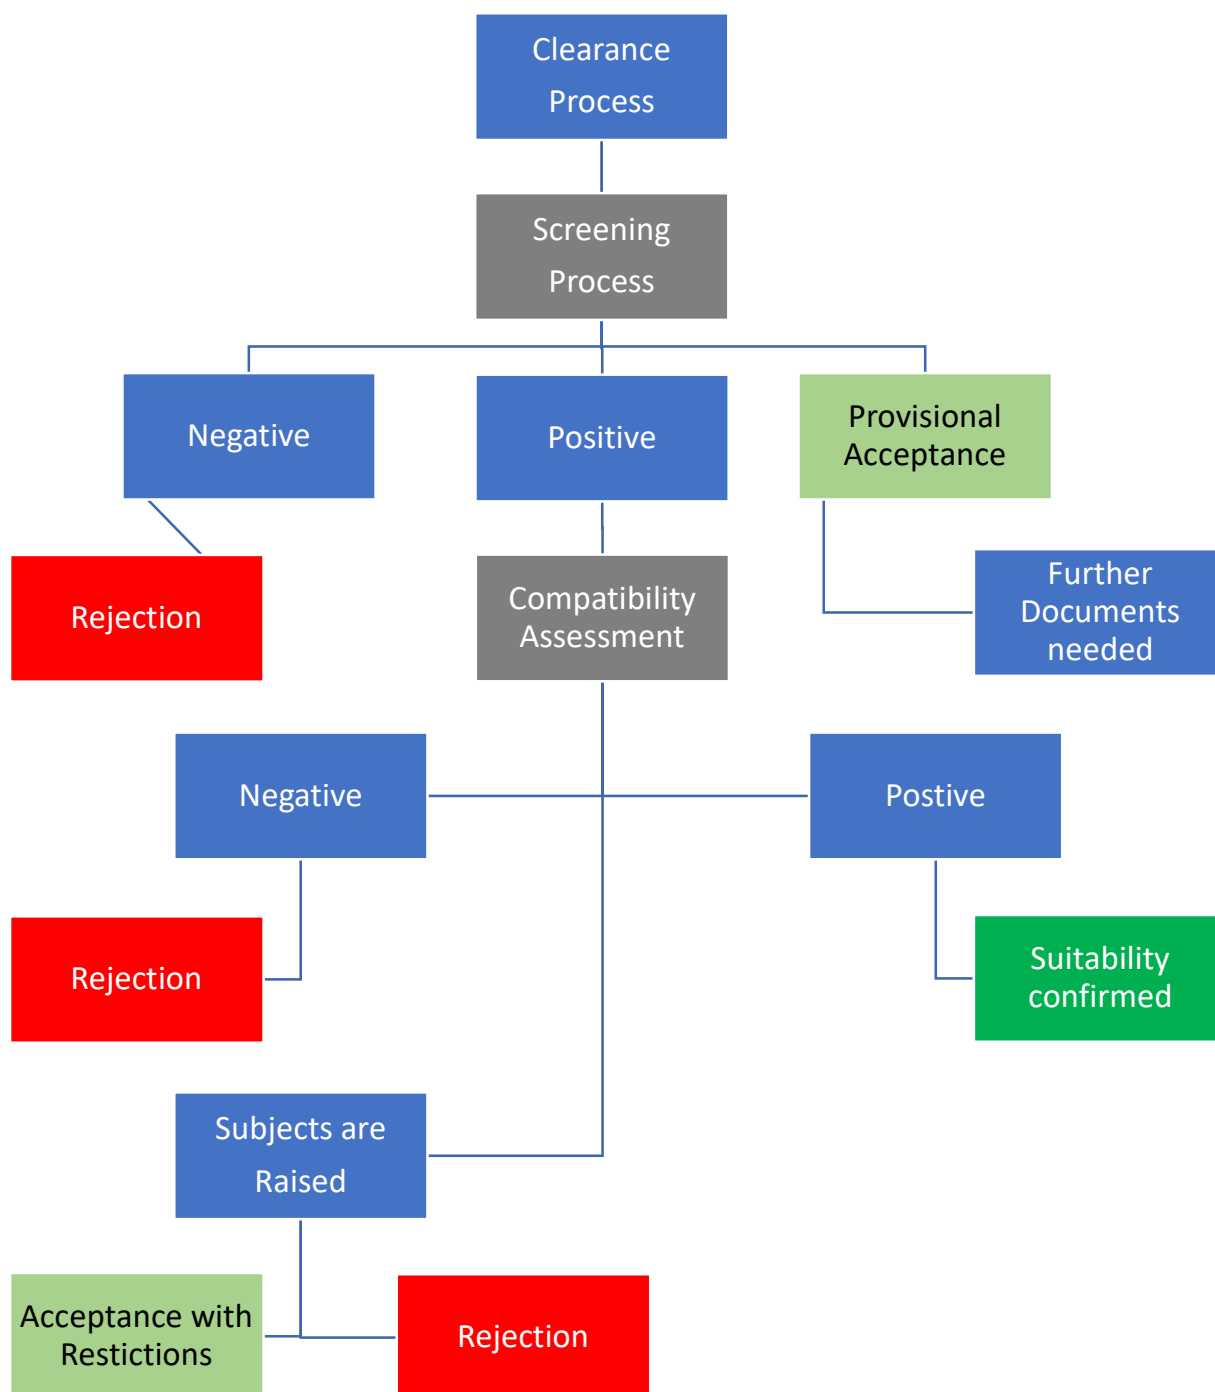 Clearance
Process
Screening
Process
Negative
Positive
Provisional
Acceptance
Rejection
Compatibility
Assessment
Further
Documents
needed
Negative
Postive
Rejection
Suitability
confirmed
Subjects are
Raised
Acceptance with
Restictions
Rejection